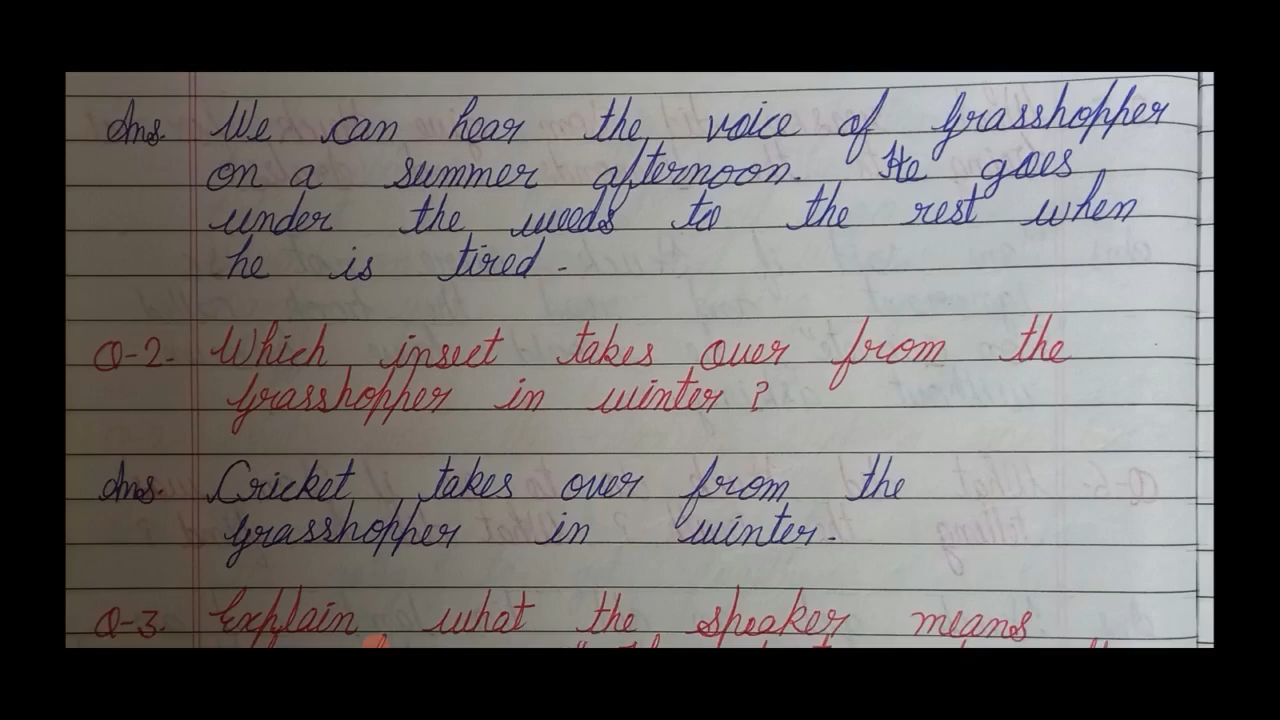 Ans. We can hear the voice of Grasshopper
on a summer afternoon. He goes
under the weeds to the rest when
he is tired.
Q-2. Which insect takes over from the
Grasshopper in winter?
Ans. Cricket takes over from the
Grasshopper in winter.
Q-3. Explain what the speaker means